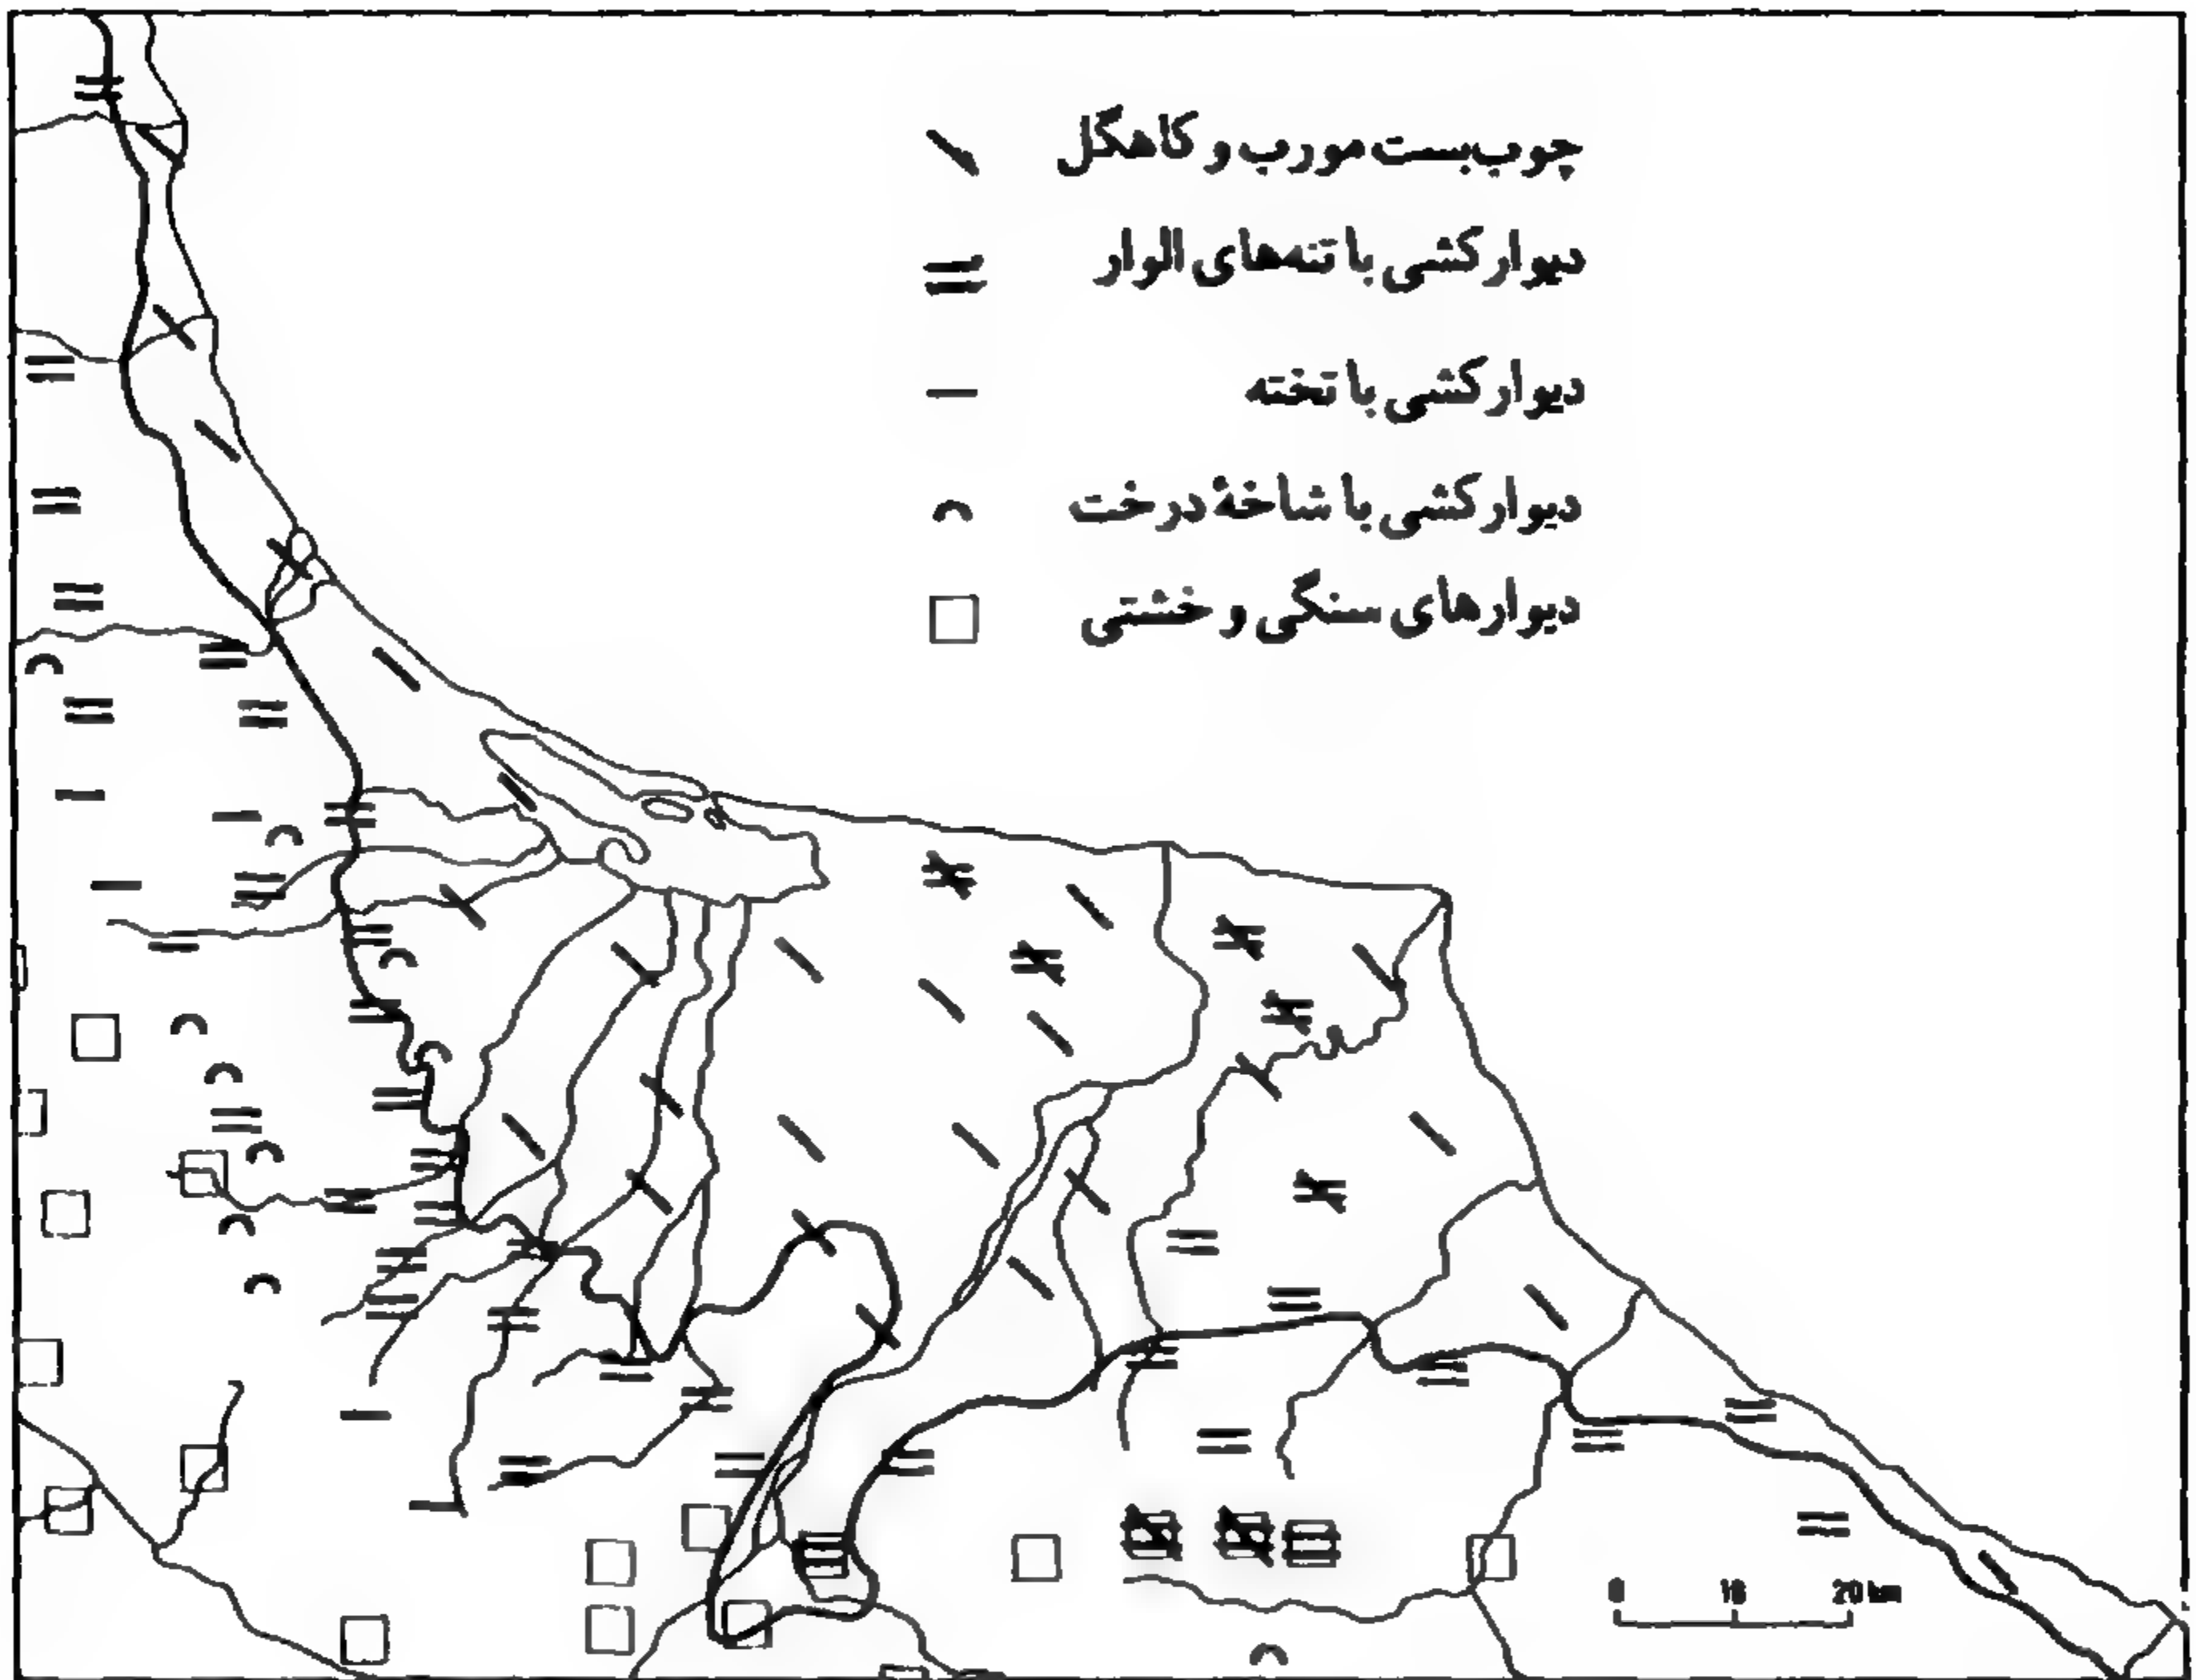 چوب‌بست مورب و کاهگل
دیوارکشی با تنه‌های الوار
دیوارکشی با تخته
دیوارکشی با شاخهٔ درخت
دیوارهای سنگی و خشتی
0 10 20 km